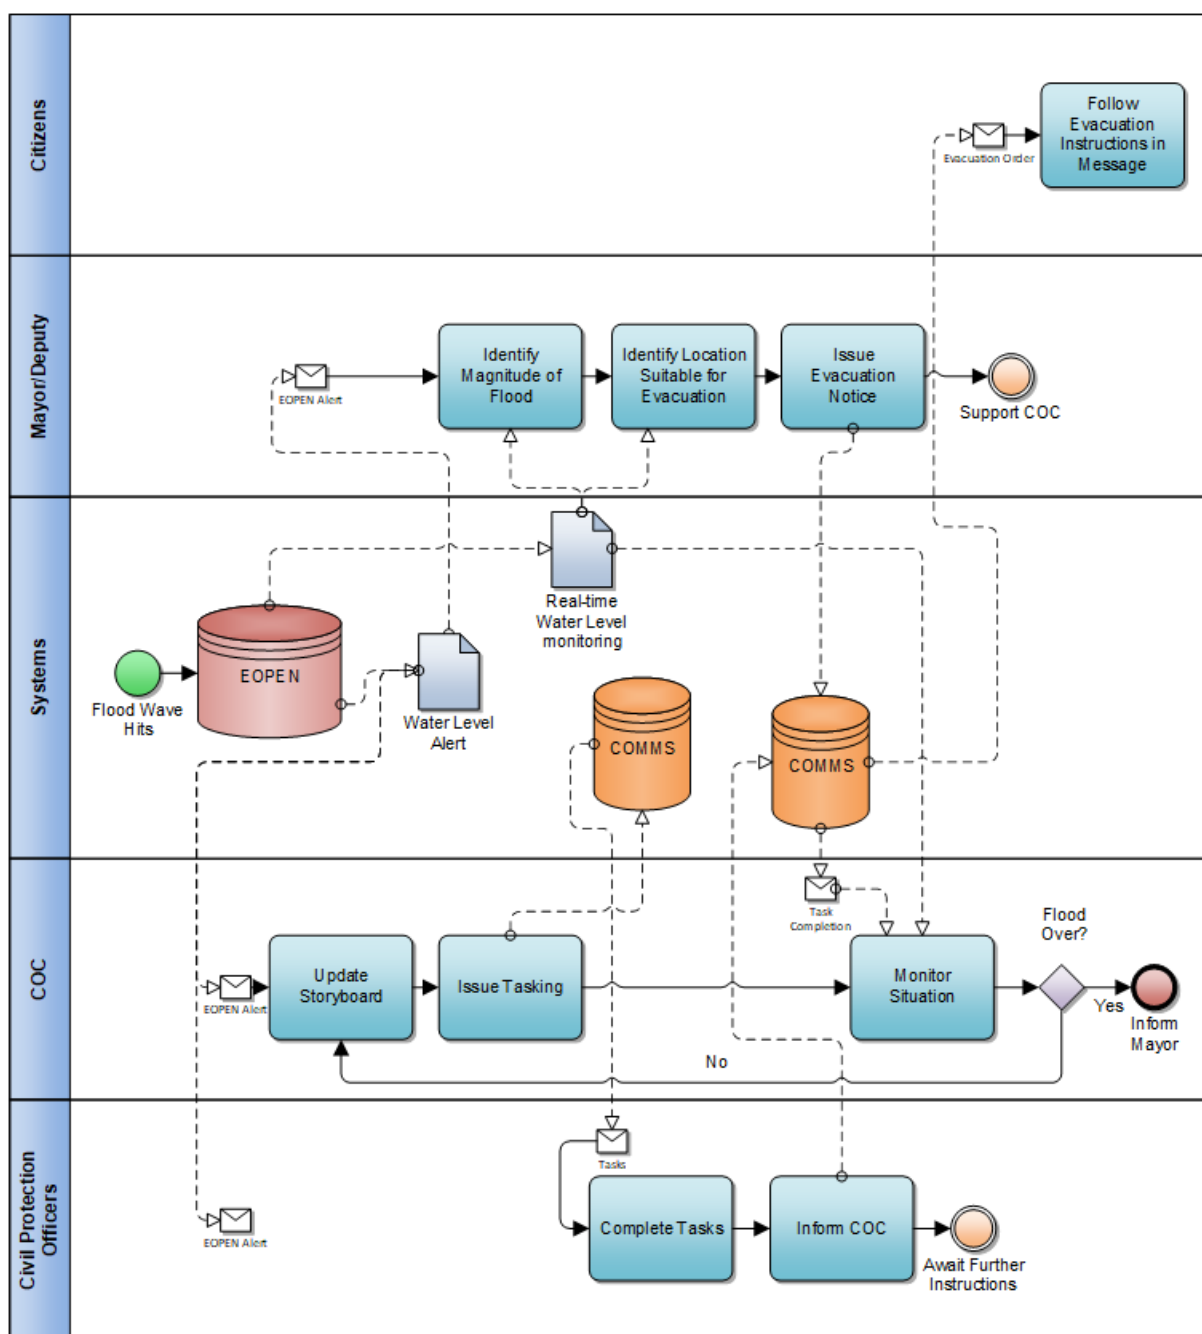 Citizens
Follow
Evacuation
Instructions in
Message
Evacuation Order
Mayor/Deputy
EOPEN Alert
Identify
Magnitude of
Flood
Identify Location
Suitable for
Evacuation
Issue
Evacuation
Notice
Support COC
Systems
Flood Wave
Hits
EOPEN
Water Level
Alert
Real-time
Water Level
monitoring
COMMS
COMMS
COC
EOPEN Alert
Update
Storyboard
Issue Tasking
Task
Completion
Monitor
Situation
Flood
Over?
Yes
Inform
Mayor
No
Civil Protection
Officers
EOPEN Alert
Tasks
Complete Tasks
Inform COC
Await Further
Instructions